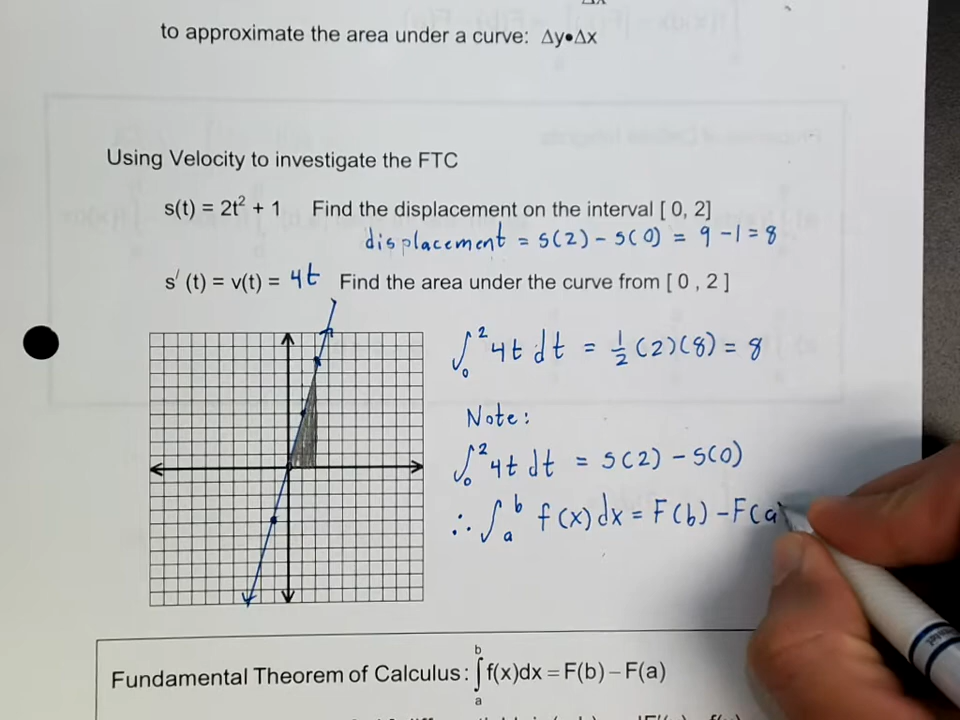 Δx
to approximate the area under a curve: Δy•Δx
Using Velocity to investigate the FTC
s(t) = 2t² + 1 Find the displacement on the interval [ 0, 2]
displacement = s(2) – s(0) = 9 – 1 = 8
s′ (t) = v(t) = 4t Find the area under the curve from [ 0 , 2 ]
∫₀² 4t dt = ½ (2)(8) = 8
Note:
∫₀² 4t dt = s(2) – s(0)
∴ ∫ₐᵇ f(x) dx = F(b) – F(a)
Fundamental Theorem of Calculus: ∫ₐᵇ f(x)dx = F(b) – F(a)